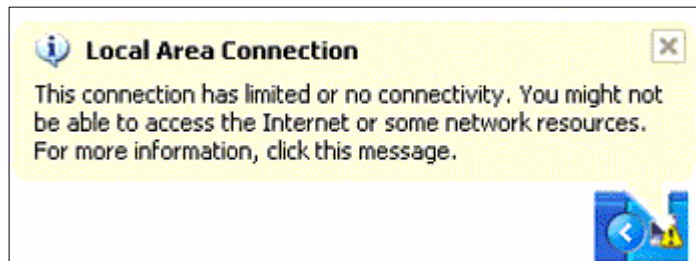 Local Area Connection
This connection has limited or no connectivity. You might not
be able to access the Internet or some network resources.
For more information, click this message.